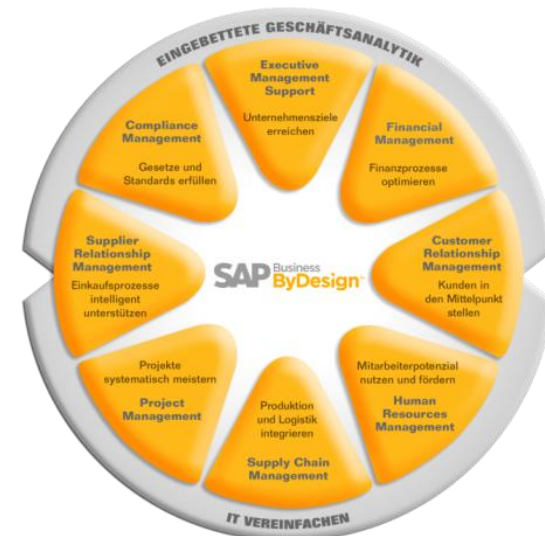 EINGEBETTETE GESCHÄFTSANALYTIK
Executive
Management
Support
Unternehmensziele
erreichen
Financial
Management
Finanzprozesse
optimieren
Customer
Relationship
Management
Kunden in
den Mittelpunkt
stellen
Mitarbeiterpotenzial
nutzen und fördern
Human
Resources
Management
Produktion
und Logistik
integrieren
Supply Chain
Management
Projekte
systematisch meistern
Project
Management
Supplier
Relationship
Management
Einkaufsprozesse
intelligent
unterstützen
Compliance
Management
Gesetze und
Standards erfüllen
SAP Business
ByDesign
IT VEREINFACHEN